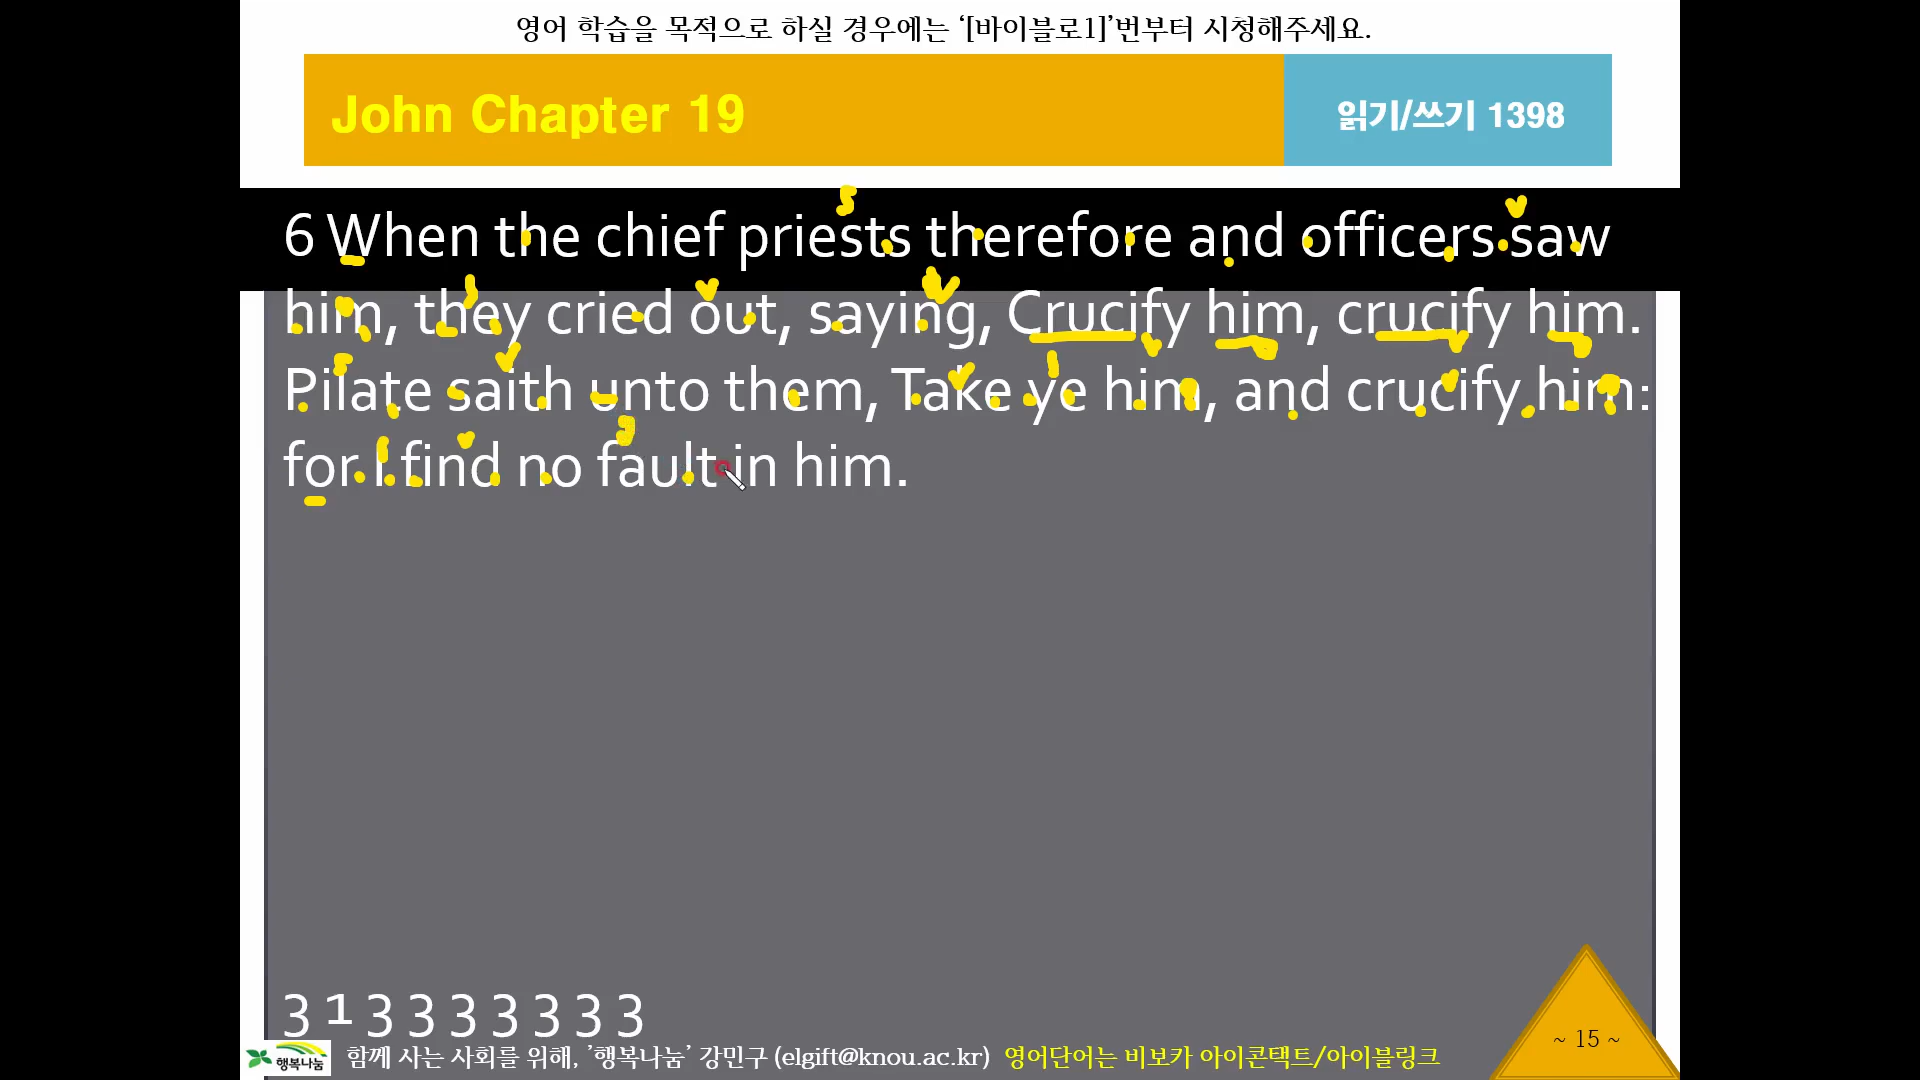 영어 학습을 목적으로 하실 경우에는 ‘[바이블로1]’번부터 시청해주세요.
John Chapter 19
읽기/쓰기 1398
6 When the chief priests therefore and officers saw
him, they cried out, saying, Crucify him, crucify him.
Pilate saith unto them, Take ye him, and crucify him:
for I find no fault in him.
3 1 3 3 3 3 3 3 3
~ 15 ~
행복나눔 함께 사는 사회를 위해, ’행복나눔’ 강민구 (elgift@knou.ac.kr) 영어단어는 비보카 아이콘택트/아이블링크